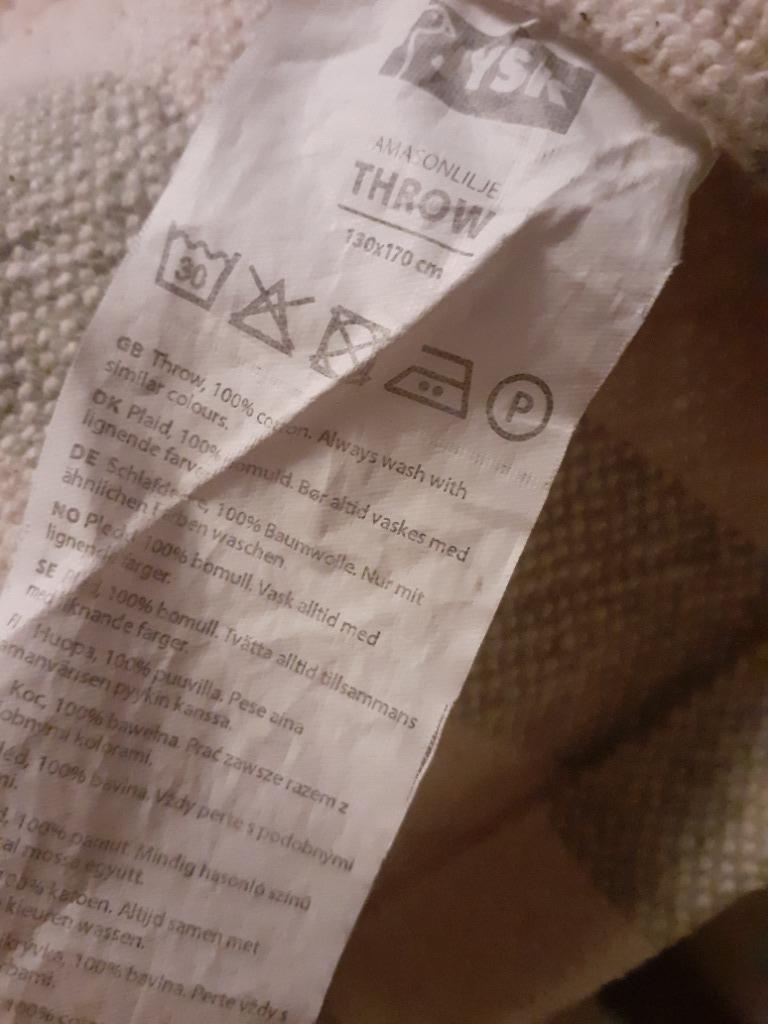 YSK
AMASONLILJE
THROW
130x170 cm
30
P
GB Throw, 100% cotton. Always wash with
similar colours.
DK Plaid, 100% bomuld. Bør altid vaskes med
lignende farver.
DE 100% Baumwolle. Nur mit
ähnlichen Farben waschen.
NO Pledd, 100% bomull. Vask alltid med
lignende farger.
SE 100% bomull. Tvätta alltid tillsammans
med liknande färger.
FI Huopa, 100% puuvilla. Pese aina
pyykin kanssa.
Koc, 100% bawełna. Prać zawsze razem z
kolorami.
100% bavlna. Vždy perte s podobnými
100% pamut. Mindig hasonló színű
mossa együtt.
katoen. Altijd samen met
kleuren wassen.
100% bavlna. Perte vždy s
100%